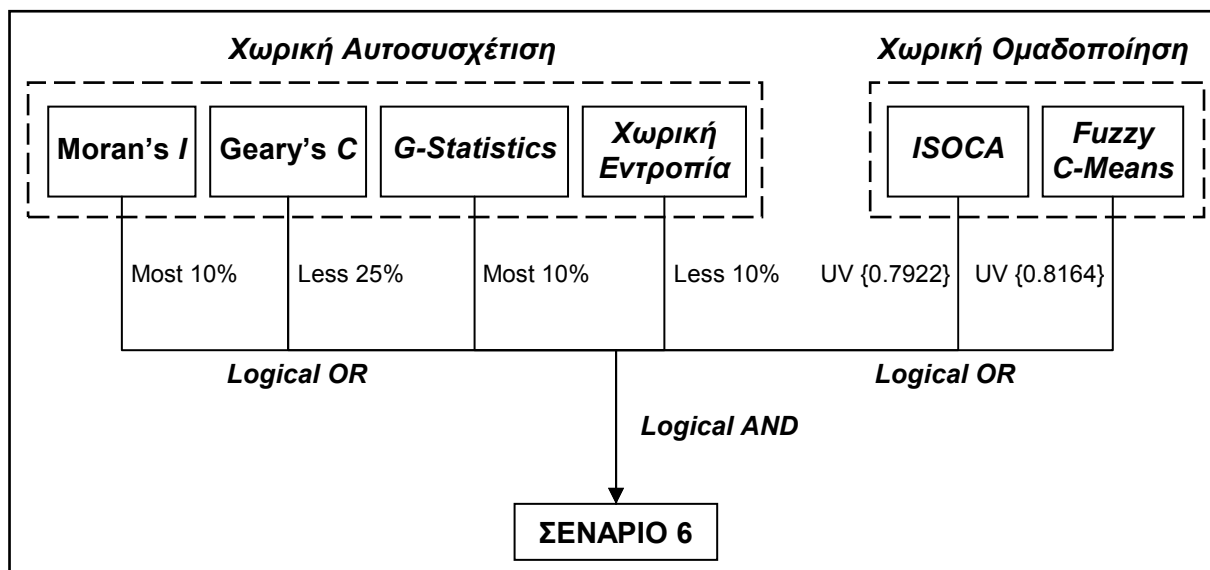 Χωρική Αυτοσυσχέτιση
Χωρική Ομαδοποίηση
Moran’s I
Geary’s C
G-Statistics
Χωρική
Εντροπία
ISOCA
Fuzzy
C-Means
Most 10%
Less 25%
Most 10%
Less 10%
UV {0.7922}
UV {0.8164}
Logical OR
Logical OR
Logical AND
ΣΕΝΑΡΙΟ 6